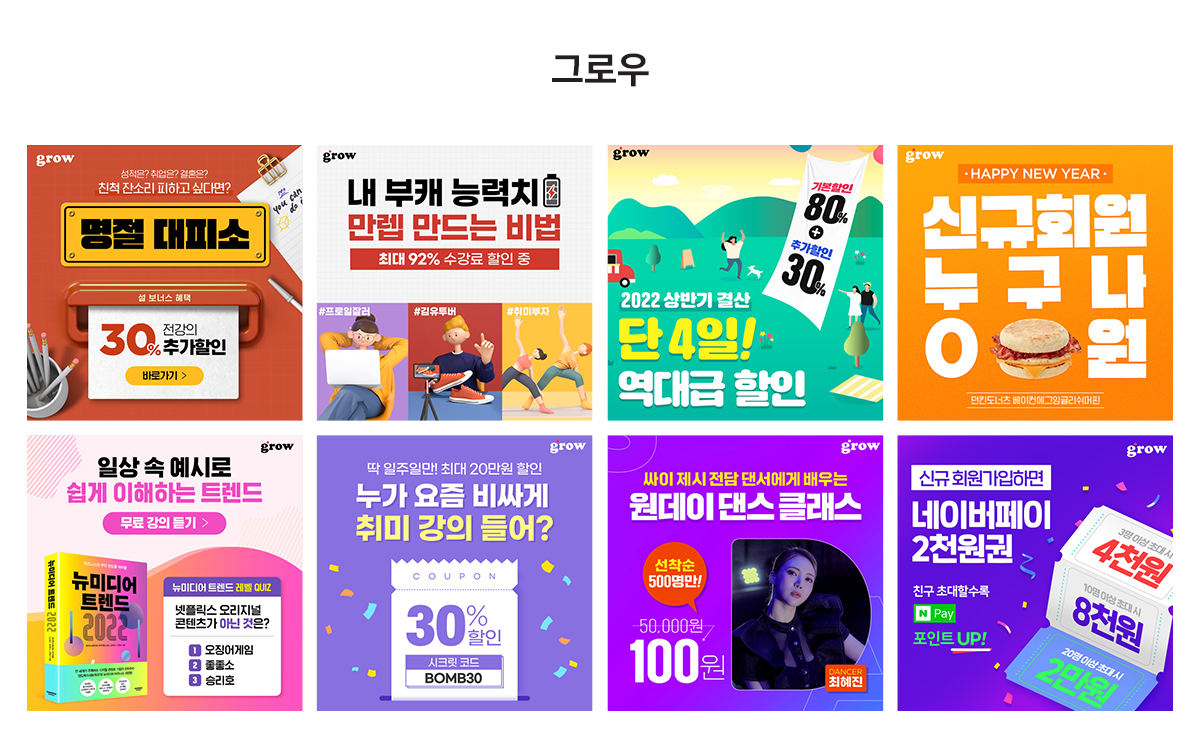 그로우
grow
성적은? 취업은? 결혼은?
친척 잔소리 피하고 싶다면?
you can
do it
명절 대피소
설 보너스 혜택
30% 전강의
추가할인
바로가기 >
grow
내 부캐 능력치
만렙 만드는 비법
최대 92% 수강료 할인 중
#프로일잘러
#김유투버
#취미부자
grow
기본할인
80%
+
추가할인
30%
2022 상반기 결산
단 4일!
역대급 할인
grow
· HAPPY NEW YEAR ·
신규회원
누구나
0 원
던킨도너츠 베이컨에그잉글리쉬머핀
grow
일상 속 예시로
쉽게 이해하는 트렌드
무료 강의 듣기 >
뉴미디어
트렌드
2022
2022
뉴미디어 트렌드 레벨 QUIZ
넷플릭스 오리지널
콘텐츠가 아닌 것은?
1 오징어게임
2 좋좋소
3 승리호
grow
딱 일주일만! 최대 20만원 할인
누가 요즘 비싸게
취미 강의 들어?
COUPON
30% 할인
시크릿 코드
BOMB30
grow
싸이 제시 전담 댄서에게 배우는
원데이 댄스 클래스
선착순
500명만!
50,000원
100원
DANCER
최혜진
grow
신규 회원가입하면
네이버페이
2천원권
친구 초대할수록
N Pay
포인트 UP!
3명 이상 초대 시
4천원
10명 이상 초대 시
8천원
20명 이상 초대 시
2만원